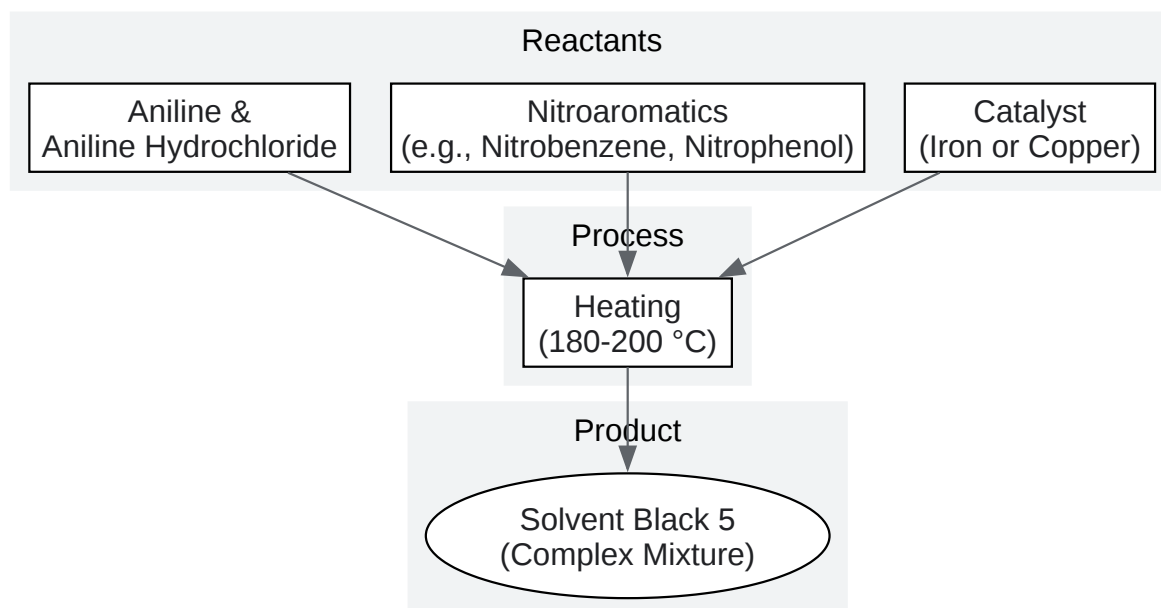 Reactants
Aniline &
Aniline Hydrochloride
Nitroaromatics
(e.g., Nitrobenzene, Nitrophenol)
Catalyst
(Iron or Copper)
Process
Heating
(180-200 °C)
Product
Solvent Black 5
(Complex Mixture)